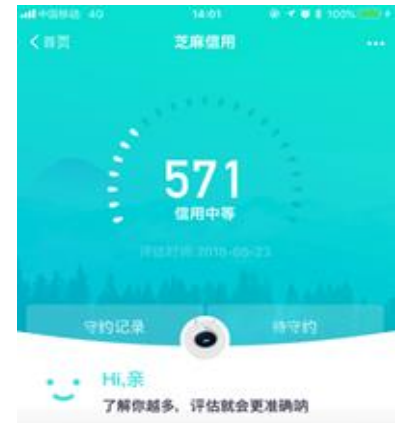 中国移动 4G 14:01 100%
首页 芝麻信用
571
信用中等
评估时间:2018-05-23
守约记录 待守约
Hi,亲
了解你越多、评估就会更准确呐